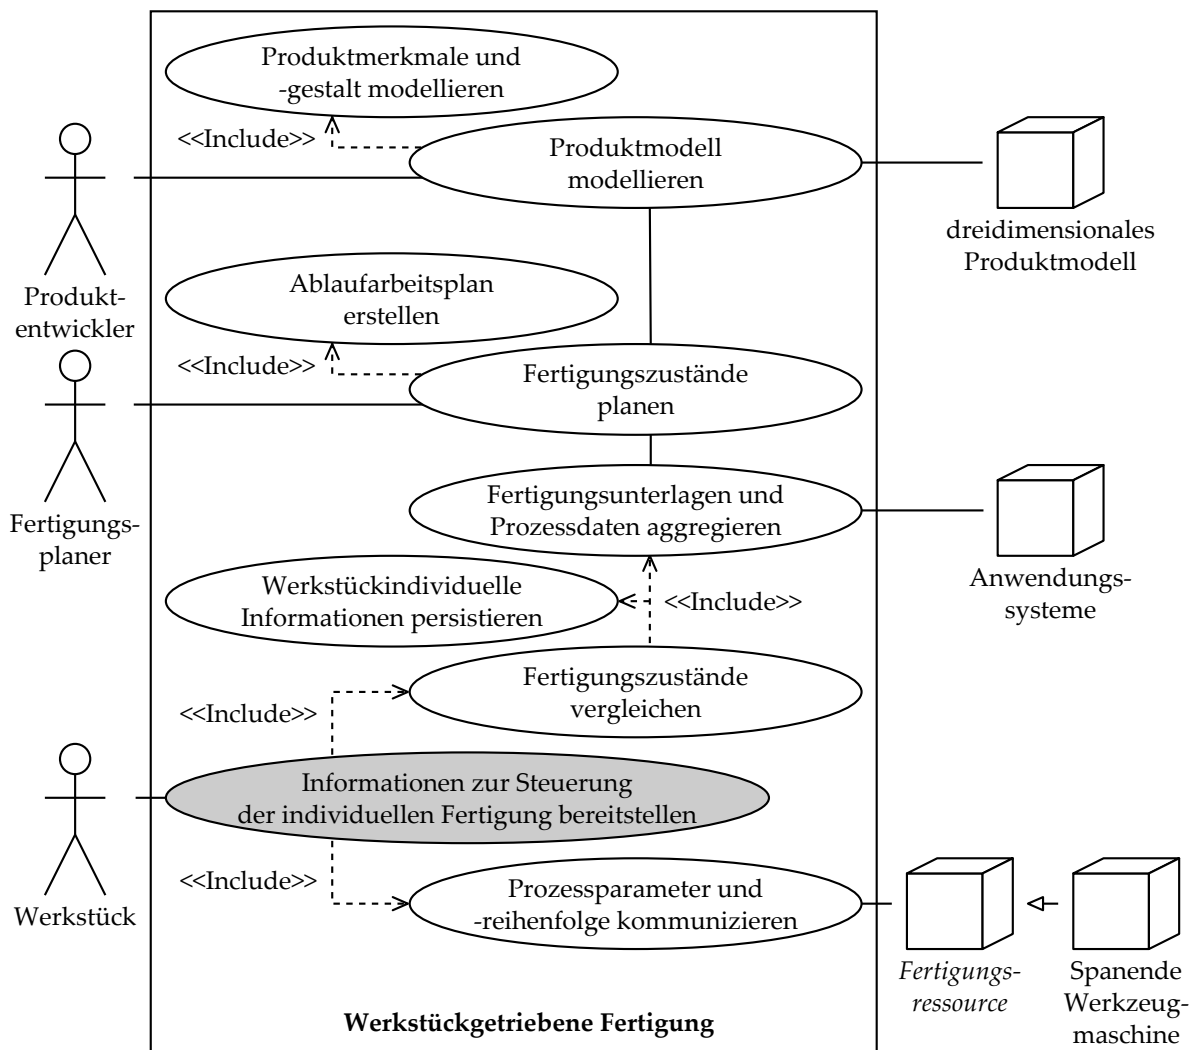 Produktmerkmale und
-gestalt modellieren
<<Include>>
Produktmodell
modellieren
dreidimensionales
Produktmodell
Produkt-
entwickler
Ablaufarbeitsplan
erstellen
<<Include>>
Fertigungszustände
planen
Fertigungs-
planer
Fertigungsunterlagen und
Prozessdaten aggregieren
Anwendungs-
systeme
Werkstückindividuelle
Informationen persistieren
<<Include>>
Fertigungszustände
vergleichen
<<Include>>
Informationen zur Steuerung
der individuellen Fertigung bereitstellen
Werkstück
<<Include>>
Prozessparameter und
-reihenfolge kommunizieren
Fertigungs-
ressource
Spanende
Werkzeug-
maschine
Werkstückgetriebene Fertigung